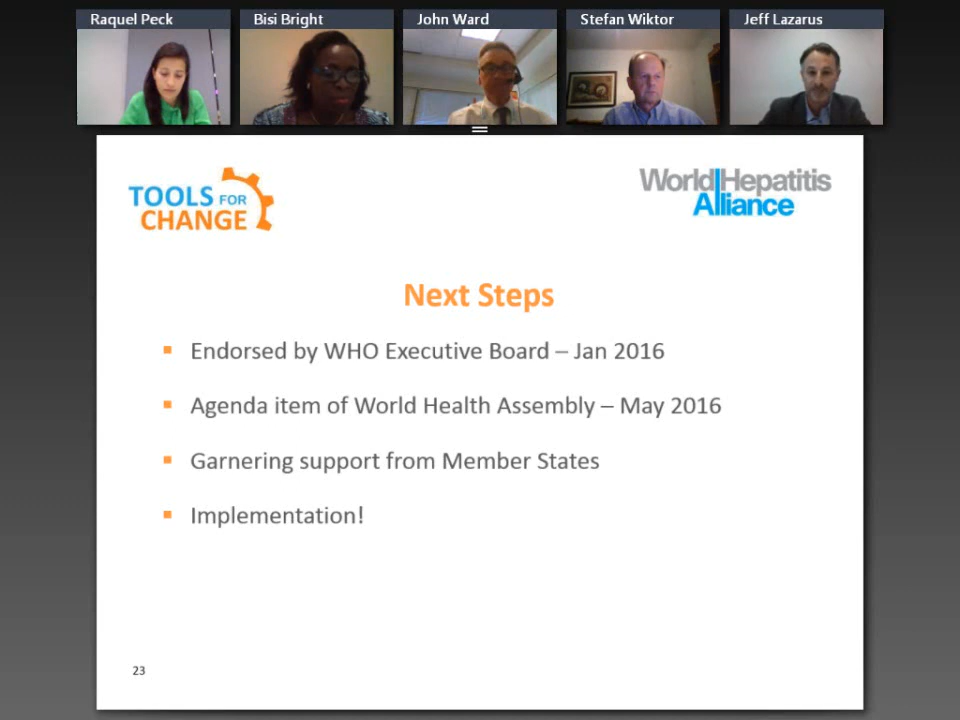 Raquel Peck
Bisi Bright
John Ward
Stefan Wiktor
Jeff Lazarus
TOOLS FOR
CHANGE
World Hepatitis
Alliance
Next Steps
Endorsed by WHO Executive Board – Jan 2016
Agenda item of World Health Assembly – May 2016
Garnering support from Member States
Implementation!
23